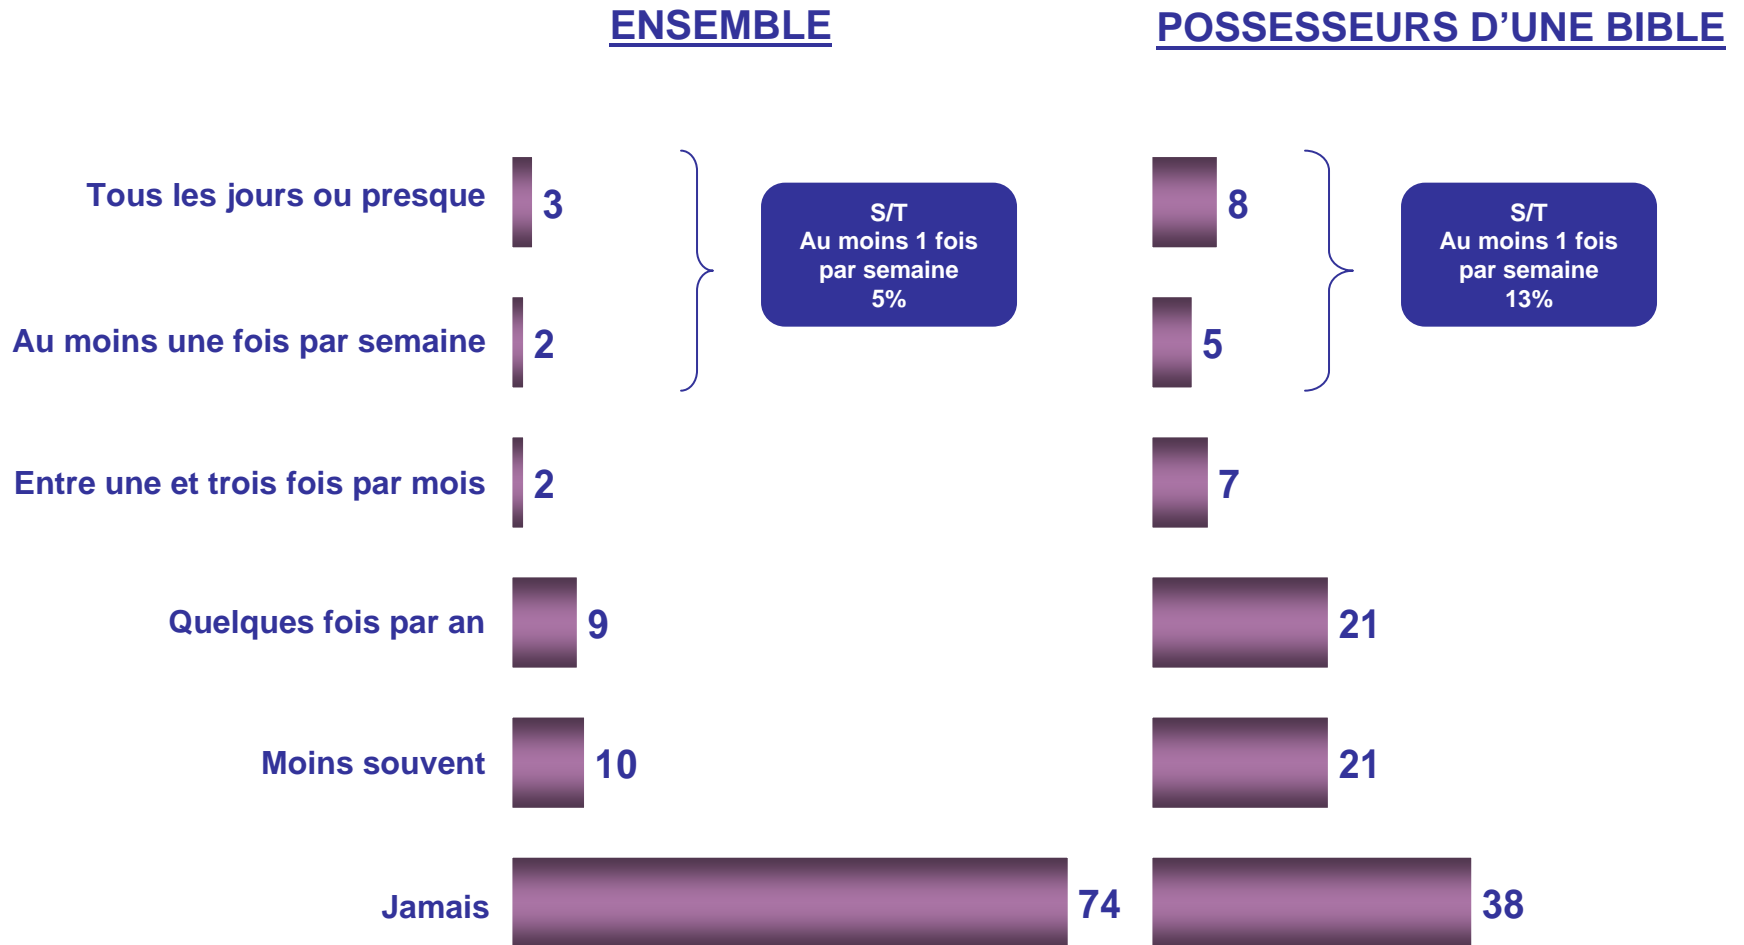 ENSEMBLE
POSSESSEURS D’UNE BIBLE
Tous les jours ou presque
3
S/T
Au moins 1 fois
par semaine
5%
8
S/T
Au moins 1 fois
par semaine
13%
Au moins une fois par semaine
2
5
Entre une et trois fois par mois
2
7
Quelques fois par an
9
21
Moins souvent
10
21
Jamais
74
38